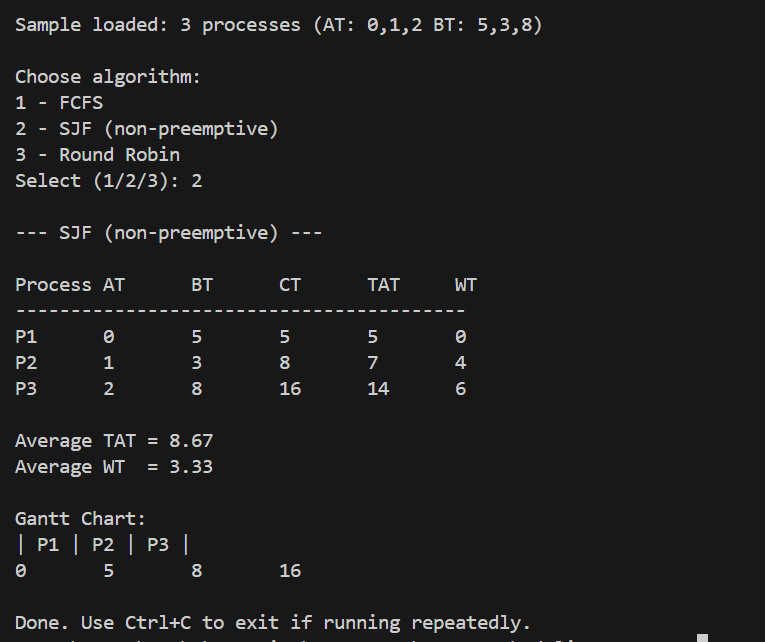 Sample loaded: 3 processes (AT: 0,1,2 BT: 5,3,8)
Choose algorithm:
1 - FCFS
2 - SJF (non-preemptive)
3 - Round Robin
Select (1/2/3): 2
--- SJF (non-preemptive) ---
Process AT      BT      CT      TAT     WT
-----------------------------------------
P1      0       5       5       5       0
P2      1       3       8       7       4
P3      2       8       16      14      6
Average TAT = 8.67
Average WT  = 3.33
Gantt Chart:
| P1 | P2 | P3 |
0       5       8       16
Done. Use Ctrl+C to exit if running repeatedly.